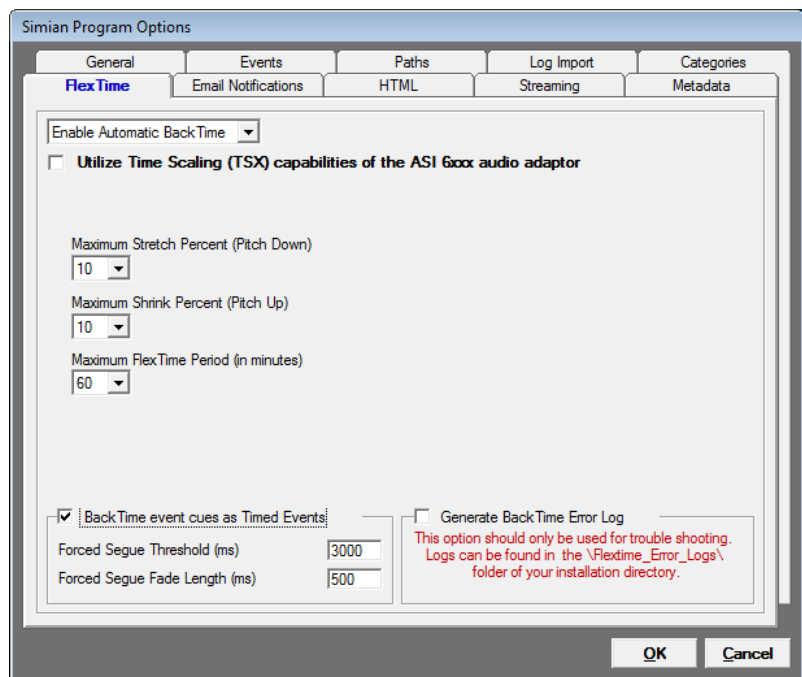 Simian Program Options
General
Events
Paths
Log Import
Categories
FlexTime
Email Notifications
HTML
Streaming
Metadata
Enable Automatic BackTime
Utilize Time Scaling (TSX) capabilities of the ASI 6xxx audio adaptor
Maximum Stretch Percent (Pitch Down)
10
Maximum Shrink Percent (Pitch Up)
10
Maximum FlexTime Period (in minutes)
60
BackTime event cues as Timed Events
Forced Segue Threshold (ms)
3000
Forced Segue Fade Length (ms)
500
Generate BackTime Error Log
This option should only be used for trouble shooting.
Logs can be found in the \Flextime_Error_Logs\
folder of your installation directory.
OK
Cancel